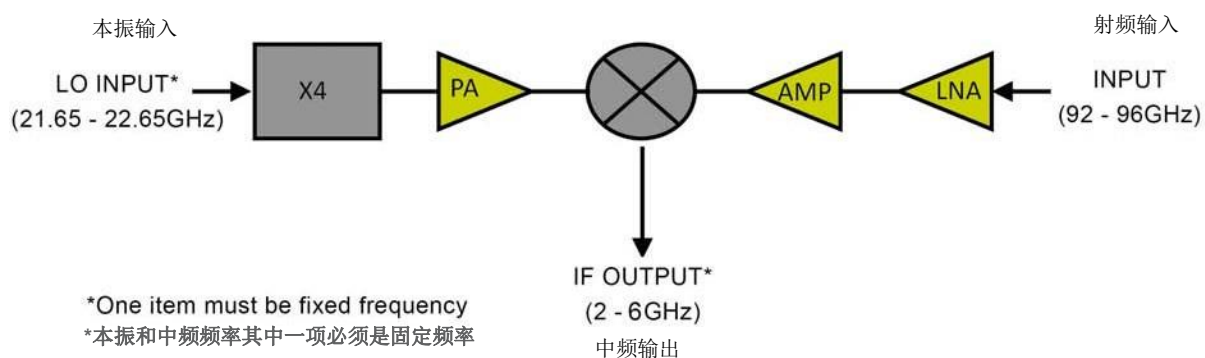 本振输入
射频输入
LO INPUT*
(21.65 - 22.65GHz)
X4
PA
AMP
LNA
INPUT
(92 - 96GHz)
IF OUTPUT*
(2 - 6GHz)
中频输出
*One item must be fixed frequency
*本振和中频频率其中一项必须是固定频率